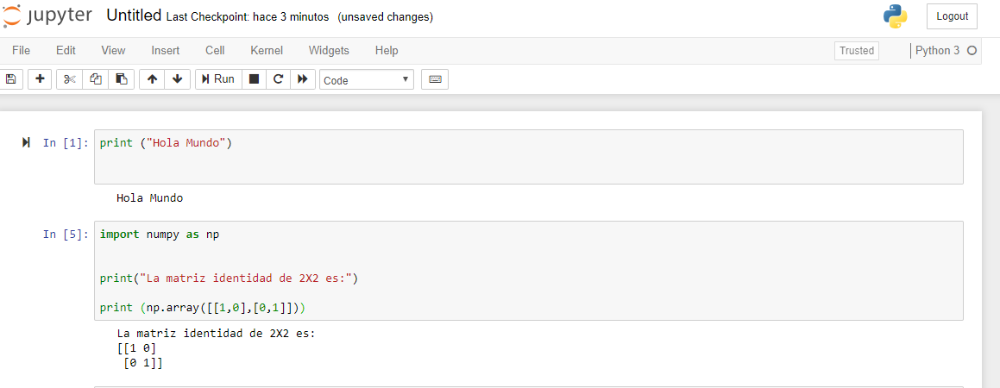 jupyter Untitled Last Checkpoint: hace 3 minutos (unsaved changes) Logout
File Edit View Insert Cell Kernel Widgets Help Trusted Python 3
Run Code
In [1]: print ("Hola Mundo")
Hola Mundo
In [5]: import numpy as np
print("La matriz identidad de 2X2 es:")
print (np.array([[1,0],[0,1]]))
La matriz identidad de 2X2 es:
[[1 0]
[0 1]]